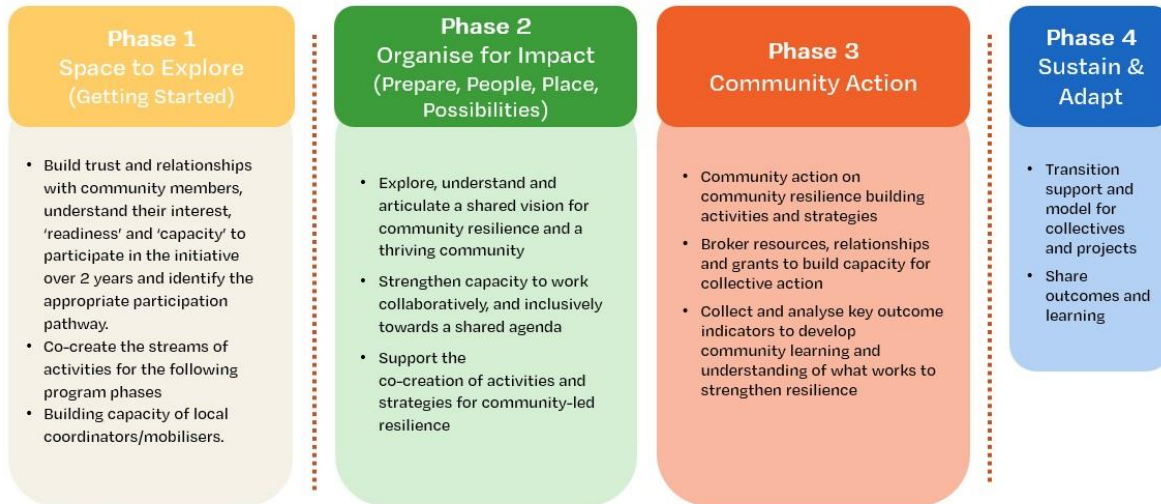 Phase 1
Space to Explore
(Getting Started)
• Build trust and relationships
with community members,
understand their interest,
‘readiness’ and ‘capacity’ to
participate in the initiative
over 2 years and identify the
appropriate participation
pathway.
• Co-create the streams of
activities for the following
program phases
• Building capacity of local
coordinators/mobilisers.
Phase 2
Organise for Impact
(Prepare, People, Place,
Possibilities)
• Explore, understand and
articulate a shared vision for
community resilience and a
thriving community
• Strengthen capacity to work
collaboratively, and inclusively
towards a shared agenda
• Support the
co-creation of activities and
strategies for community-led
resilience
Phase 3
Community Action
• Community action on
community resilience building
activities and strategies
• Broker resources, relationships
and grants to build capacity for
collective action
• Collect and analyse key outcome
indicators to develop
community learning and
understanding of what works to
strengthen resilience
Phase 4
Sustain &
Adapt
• Transition
support and
model for
collectives
and projects
• Share
outcomes and
learning